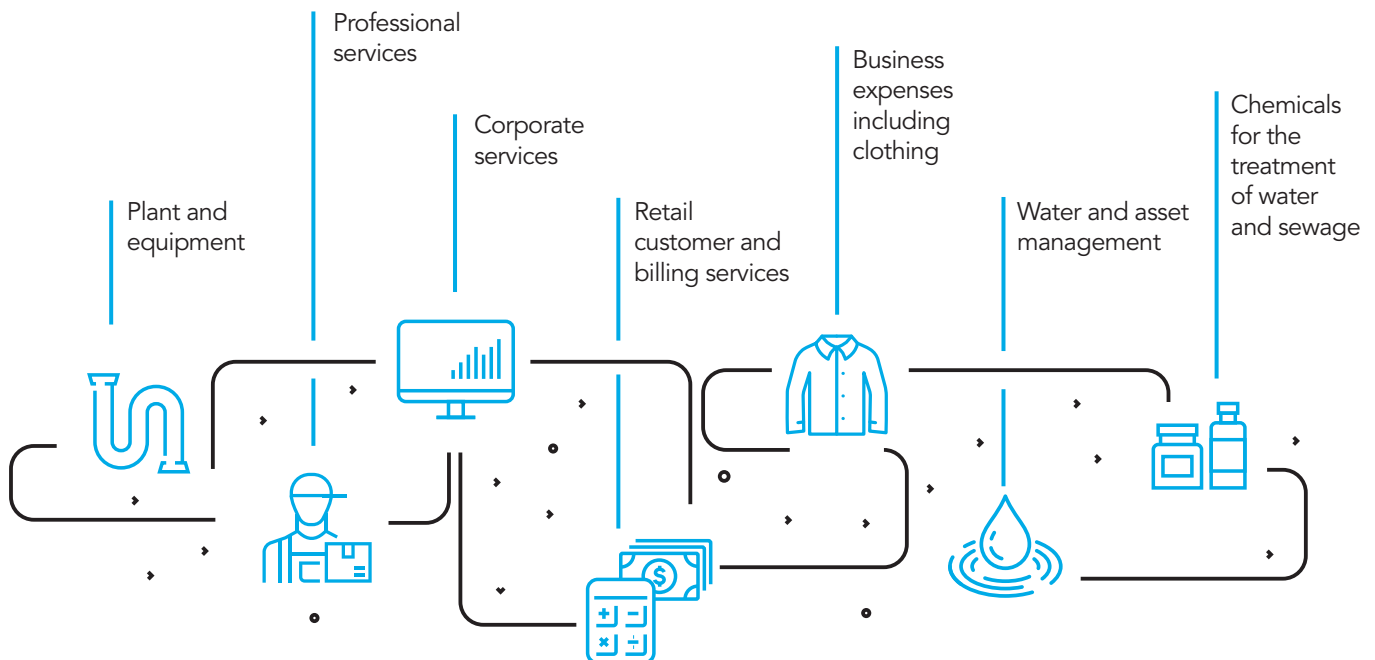 Professional
services
Corporate
services
Business
expenses
including
clothing
Chemicals
for the
treatment
of water
and sewage
Plant and
equipment
Retail
customer and
billing services
Water and asset
management
$